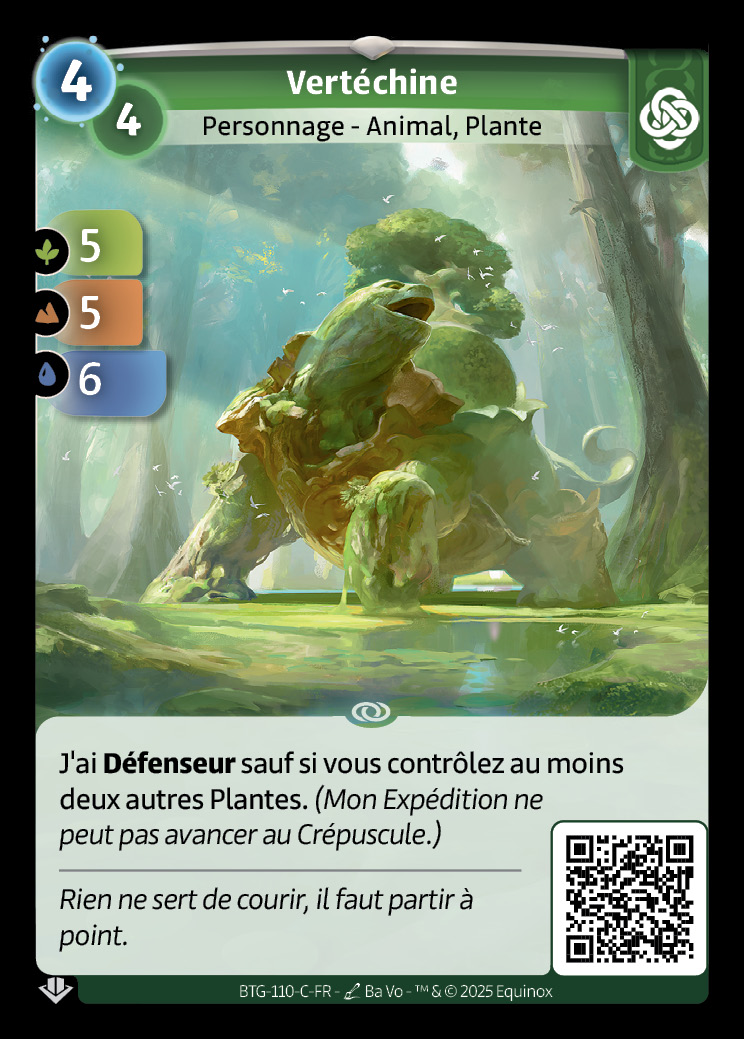 4
Vertéchine
4
Personnage - Animal, Plante
5
5
6
J'ai Défenseur sauf si vous contrôlez au moins
deux autres Plantes. (Mon Expédition ne
peut pas avancer au Crépuscule.)
Rien ne sert de courir, il faut partir à
point.
BTG-110-C-FR - Ba Vo - ™ & © 2025 Equinox